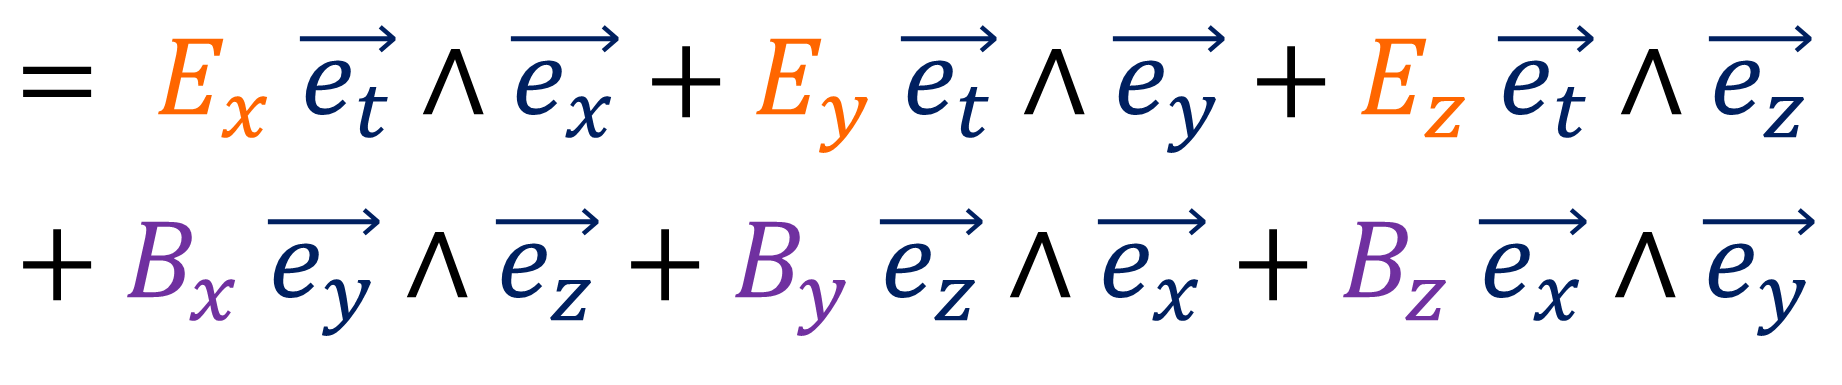 = E_x \vec{e_t} ∧ \vec{e_x} + E_y \vec{e_t} ∧ \vec{e_y} + E_z \vec{e_t} ∧ \vec{e_z}
+ B_x \vec{e_y} ∧ \vec{e_z} + B_y \vec{e_z} ∧ \vec{e_x} + B_z \vec{e_x} ∧ \vec{e_y}